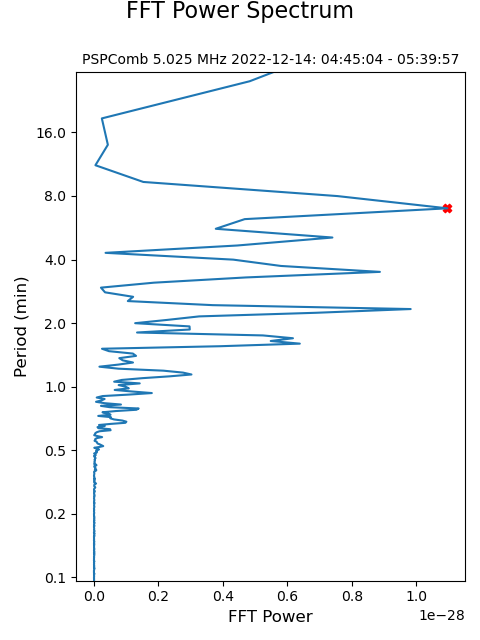 FFT Power Spectrum
PSPComb 5.025 MHz 2022-12-14: 04:45:04 - 05:39:57
16.0
8.0
4.0
2.0
1.0
0.5
0.2
0.1
Period (min)
0.0 0.2 0.4 0.6 0.8 1.0
1e−28
FFT Power